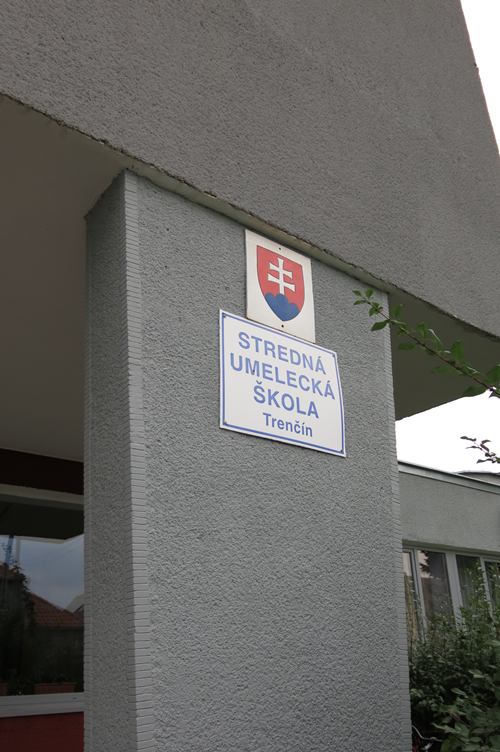 STREDNÁ
UMELECKÁ
ŠKOLA
Trenčín